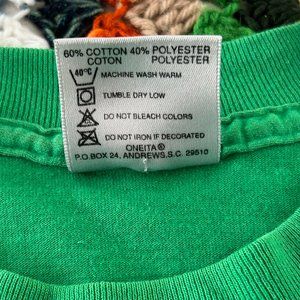 60% COTTON 40% POLYESTER
COTON POLYESTER
40°C MACHINE WASH WARM
TUMBLE DRY LOW
DO NOT BLEACH COLORS
DO NOT IRON IF DECORATED
ONEITA®
P.O.BOX 24, ANDREWS.S.C. 29510